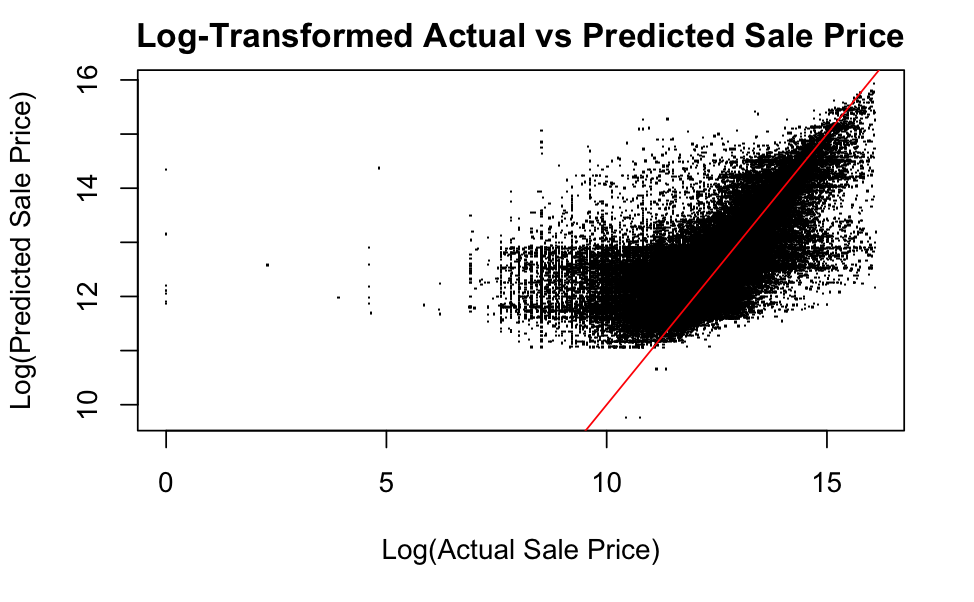 Log-Transformed Actual vs Predicted Sale Price
Log(Predicted Sale Price)
16
14
12
10
0 5 10 15
Log(Actual Sale Price)